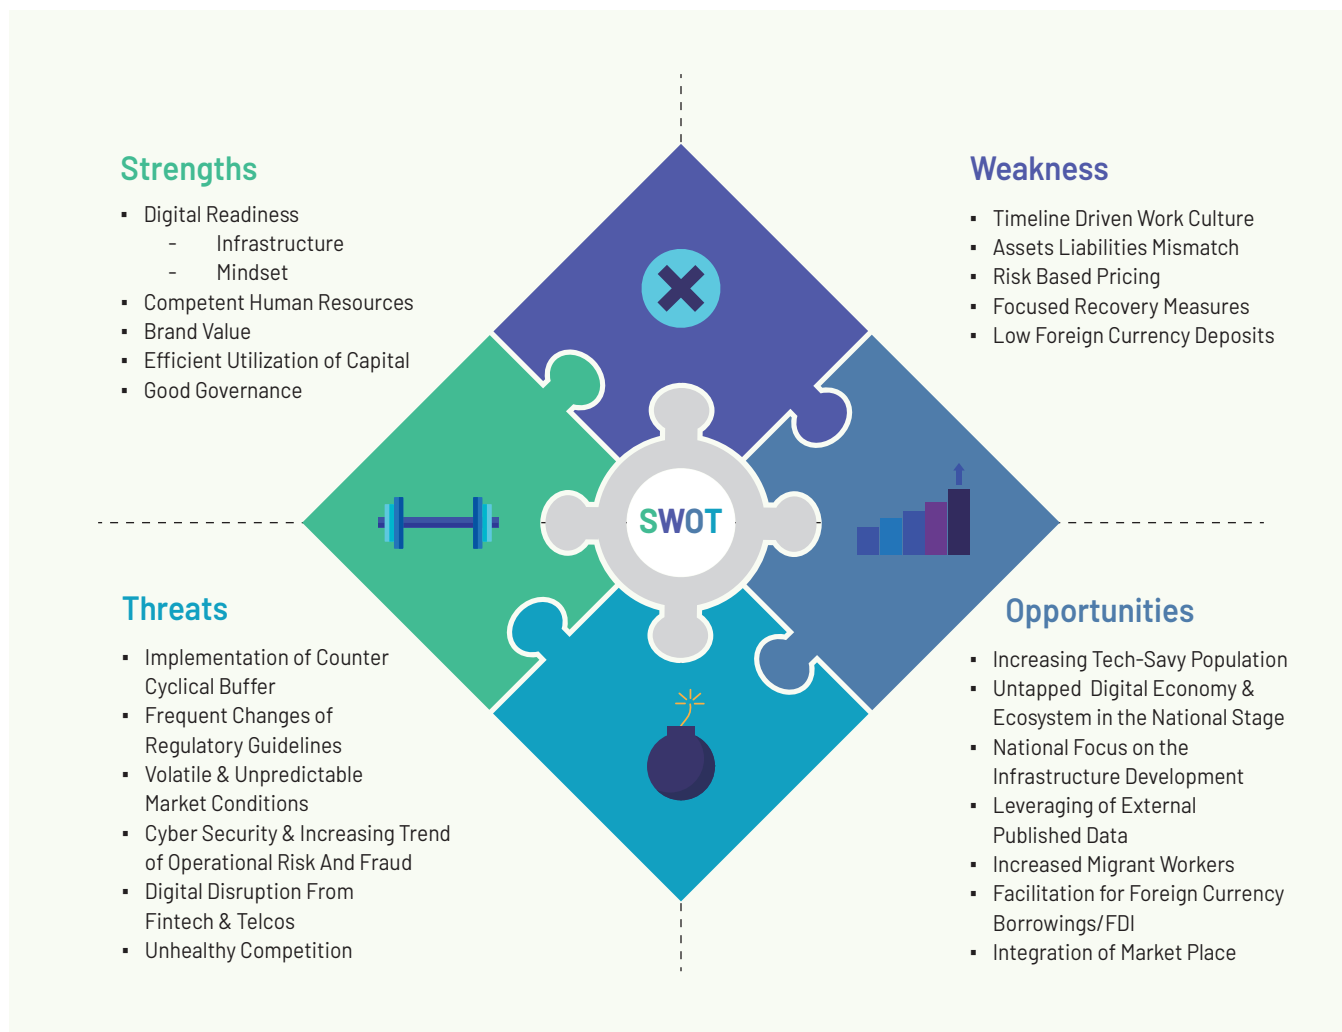 Strengths
▪ Digital Readiness
- Infrastructure
- Mindset
▪ Competent Human Resources
▪ Brand Value
▪ Efficient Utilization of Capital
▪ Good Governance
Weakness
▪ Timeline Driven Work Culture
▪ Assets Liabilities Mismatch
▪ Risk Based Pricing
▪ Focused Recovery Measures
▪ Low Foreign Currency Deposits
SWOT
Threats
▪ Implementation of Counter
Cyclical Buffer
▪ Frequent Changes of
Regulatory Guidelines
▪ Volatile & Unpredictable
Market Conditions
▪ Cyber Security & Increasing Trend
of Operational Risk And Fraud
▪ Digital Disruption From
Fintech & Telcos
▪ Unhealthy Competition
Opportunities
▪ Increasing Tech-Savy Population
▪ Untapped Digital Economy &
Ecosystem in the National Stage
▪ National Focus on the
Infrastructure Development
▪ Leveraging of External
Published Data
▪ Increased Migrant Workers
▪ Facilitation for Foreign Currency
Borrowings/FDI
▪ Integration of Market Place